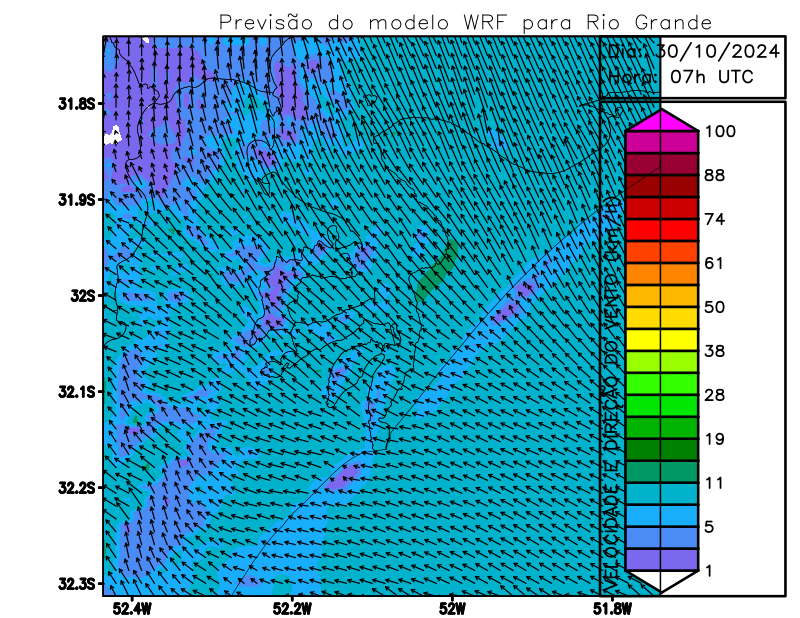 Previsão do modelo WRF para Rio Grande
Dia: 30/10/2024
Hora: 07h UTC
31.8S
31.9S
32S
32.1S
32.2S
32.3S
52.4W
52.2W
52W
51.8W
VELOCIDADE E DIREÇÃO DO VENTO (km/h)
100
88
74
61
50
38
28
19
11
5
1